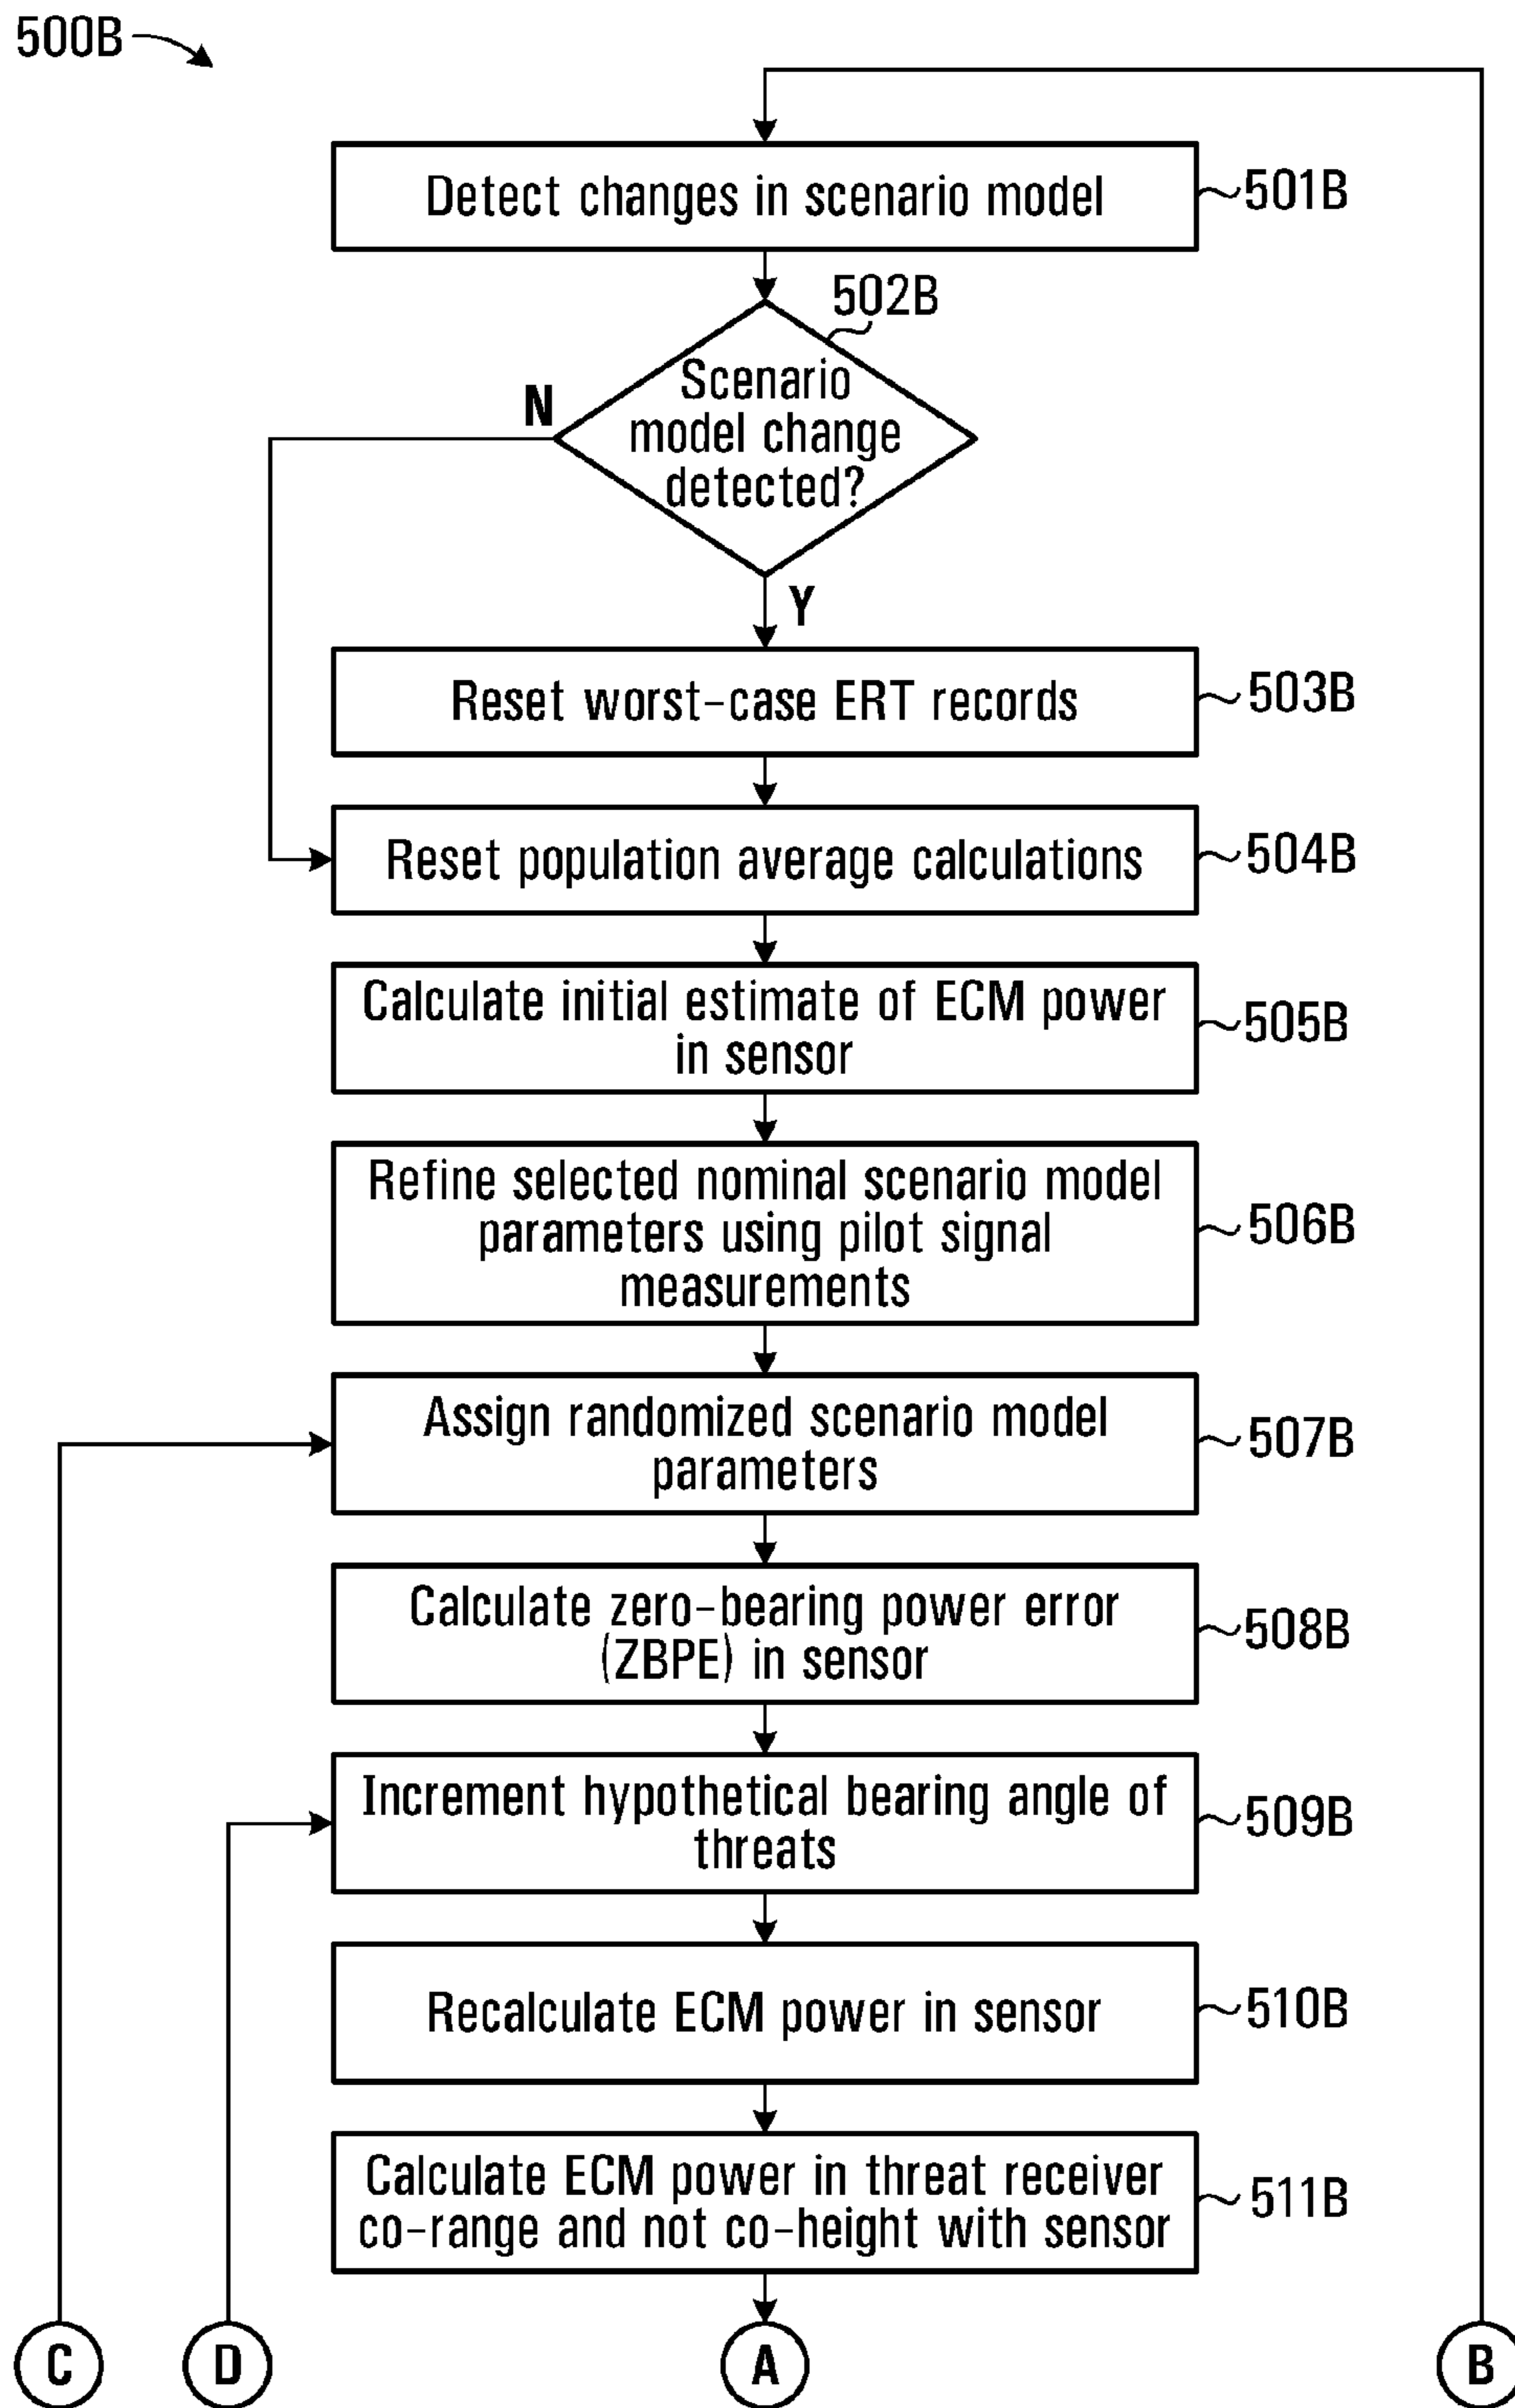 500B
Detect changes in scenario model
501B
502B
Scenario
model change
detected?
N
Y
Reset worst-case ERT records
503B
Reset population average calculations
504B
Calculate initial estimate of ECM power
in sensor
505B
Refine selected nominal scenario model
parameters using pilot signal
measurements
506B
Assign randomized scenario model
parameters
507B
Calculate zero-bearing power error
(ZBPE) in sensor
508B
Increment hypothetical bearing angle of
threats
509B
Recalculate ECM power in sensor
510B
Calculate ECM power in threat receiver
co-range and not co-height with sensor
511B
C
D
A
B